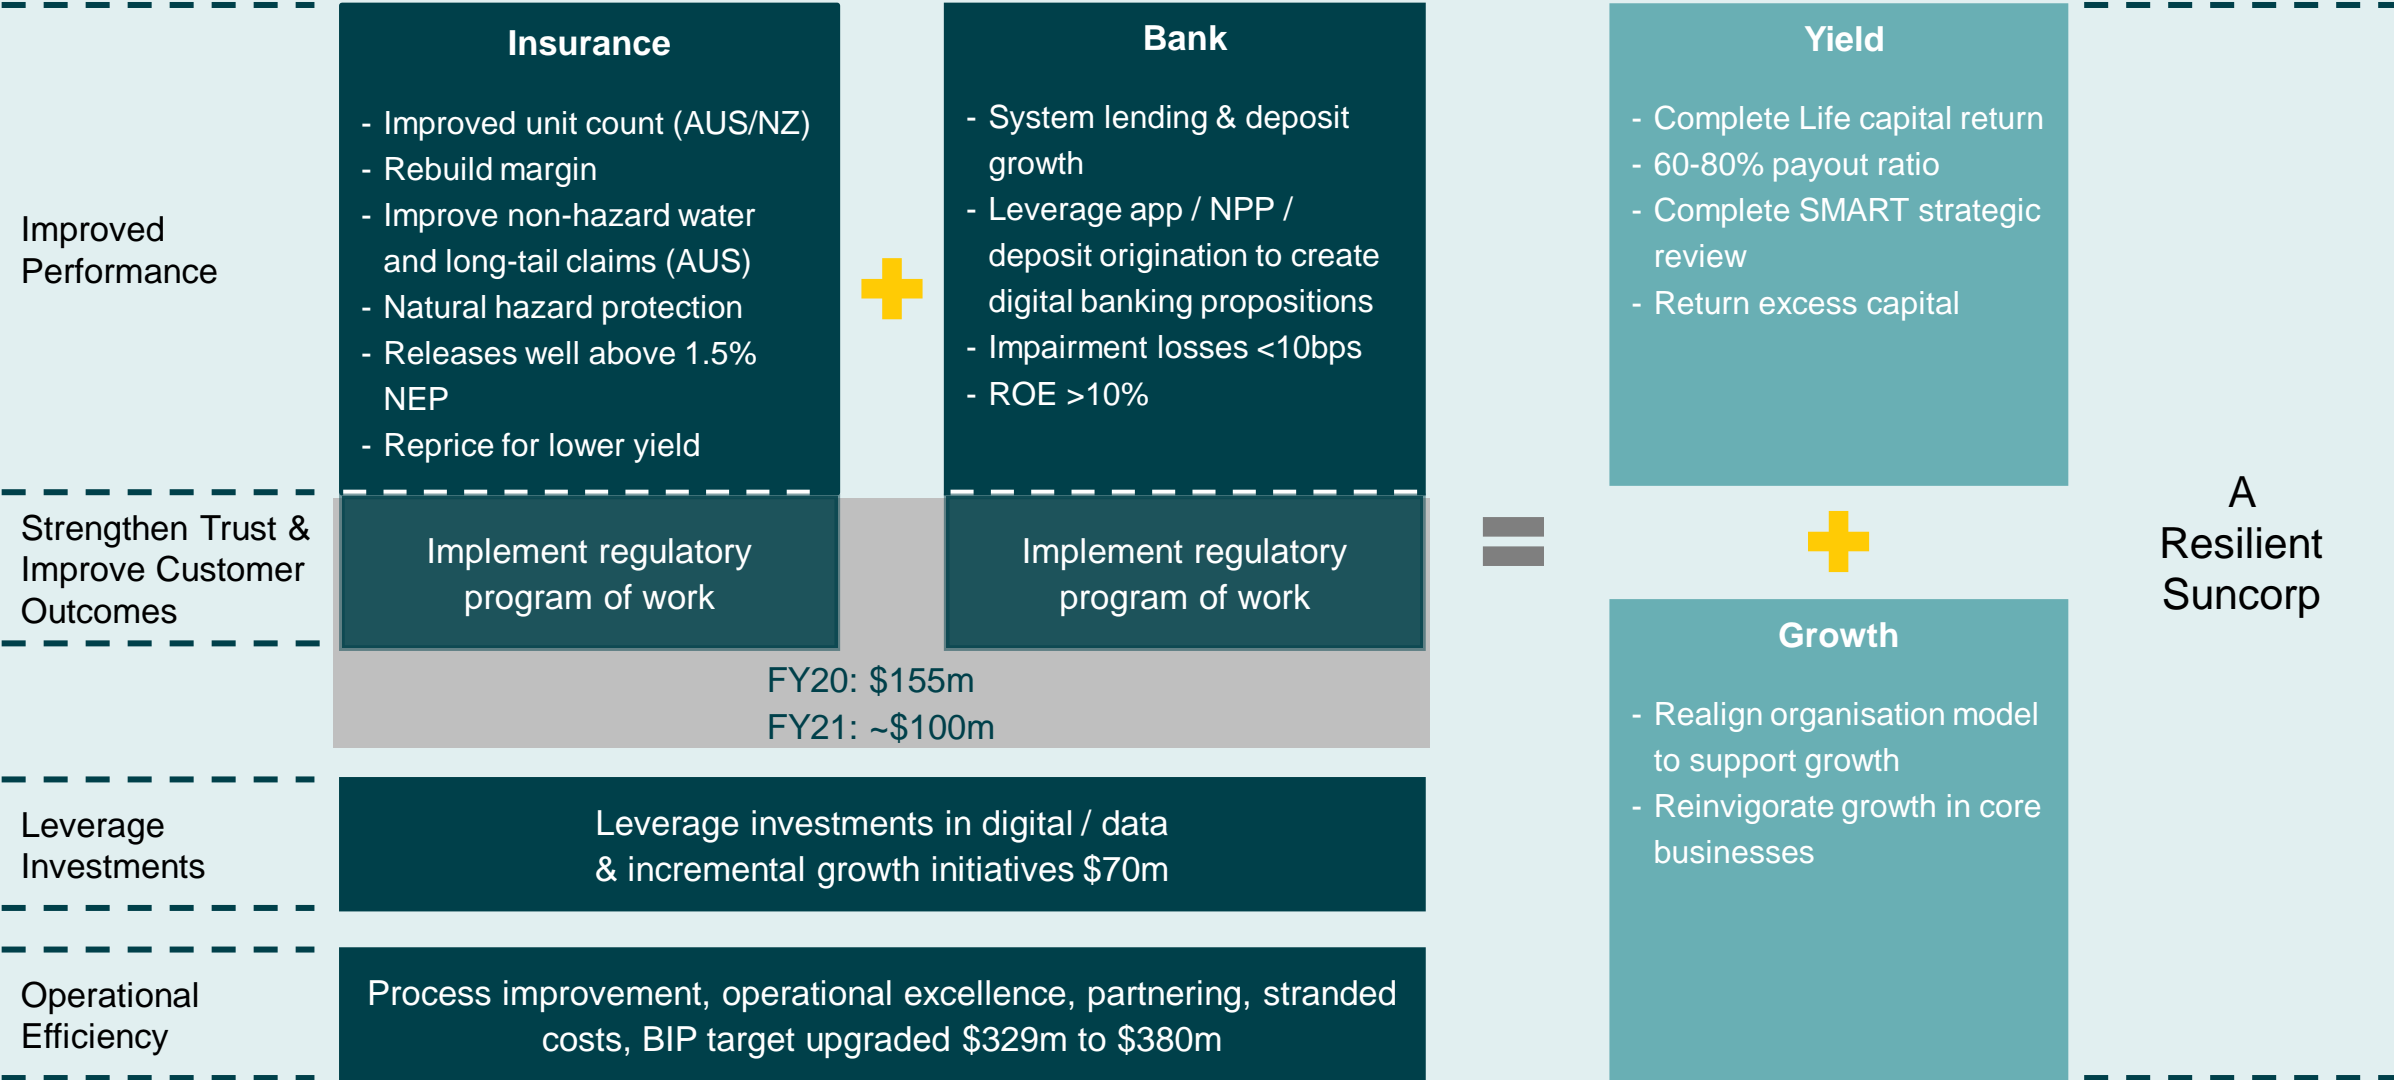 Improved
Performance
Insurance
- Improved unit count (AUS/NZ)
- Rebuild margin
- Improve non-hazard water
and long-tail claims (AUS)
- Natural hazard protection
- Releases well above 1.5%
NEP
- Reprice for lower yield
Bank
- System lending & deposit
growth
- Leverage app / NPP /
deposit origination to create
digital banking propositions
- Impairment losses <10bps
- ROE >10%
Strengthen Trust &
Improve Customer
Outcomes
Implement regulatory
program of work
Implement regulatory
program of work
FY20: $155m
FY21: ~$100m
Leverage
Investments
Leverage investments in digital / data
& incremental growth initiatives $70m
Operational
Efficiency
Process improvement, operational excellence, partnering, stranded
costs, BIP target upgraded $329m to $380m
Yield
- Complete Life capital return
- 60-80% payout ratio
- Complete SMART strategic
review
- Return excess capital
Growth
- Realign organisation model
to support growth
- Reinvigorate growth in core
businesses
A
Resilient
Suncorp